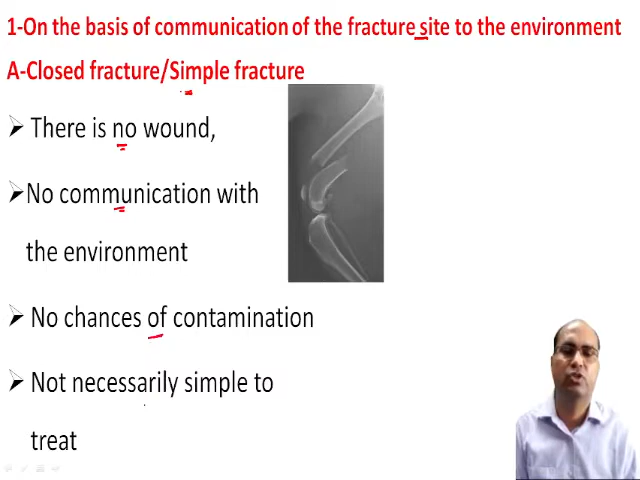 1-On the basis of communication of the fracture site to the environment
A-Closed fracture/Simple fracture
➢ There is no wound,
➢No communication with
the environment
➢ No chances of contamination
➢ Not necessarily simple to
treat